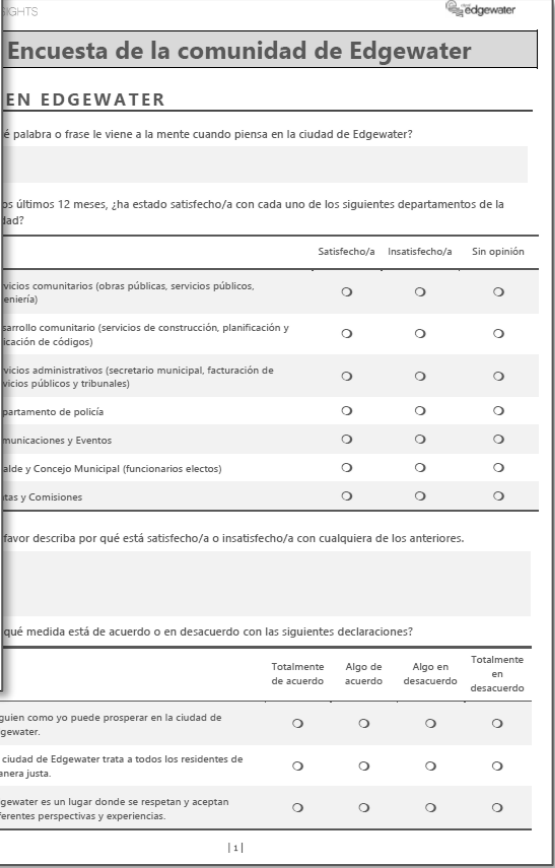 SIGHTS
edgewater
Encuesta de la comunidad de Edgewater
EN EDGEWATER
é palabra o frase le viene a la mente cuando piensa en la ciudad de Edgewater?
os últimos 12 meses, ¿ha estado satisfecho/a con cada uno de los siguientes departamentos de la
dad?
Satisfecho/a Insatisfecho/a Sin opinión
vicios comunitarios (obras públicas, servicios públicos,
eniería)
sarrollo comunitario (servicios de construcción, planificación y
icación de códigos)
vicios administrativos (secretario municipal, facturación de
vicios públicos y tribunales)
partamento de policía
municaciones y Eventos
alde y Concejo Municipal (funcionarios electos)
ntas y Comisiones
favor describa por qué está satisfecho/a o insatisfecho/a con cualquiera de los anteriores.
qué medida está de acuerdo o en desacuerdo con las siguientes declaraciones?
Totalmente de acuerdo Algo de acuerdo Algo en desacuerdo Totalmente en desacuerdo
guien como yo puede prosperar en la ciudad de
gewater.
ciudad de Edgewater trata a todos los residentes de
anera justa.
gewater es un lugar donde se respetan y aceptan
ferentes perspectivas y experiencias.
| 1 |